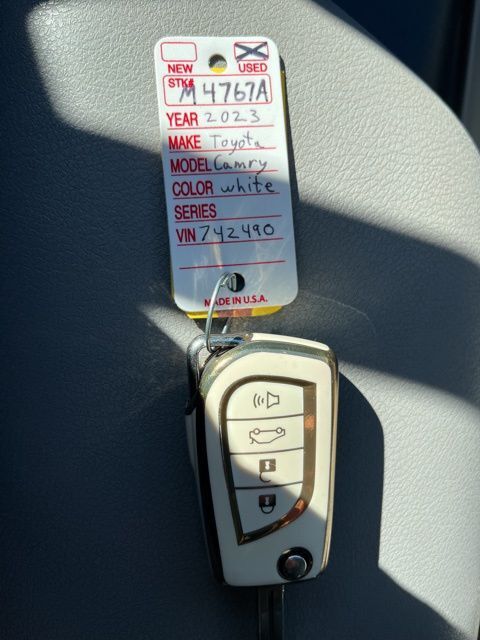 NEW USED
STK# M4767A
YEAR 2023
MAKE Toyota
MODEL Camry
COLOR white
SERIES
VIN 742490
MADE IN U.S.A.